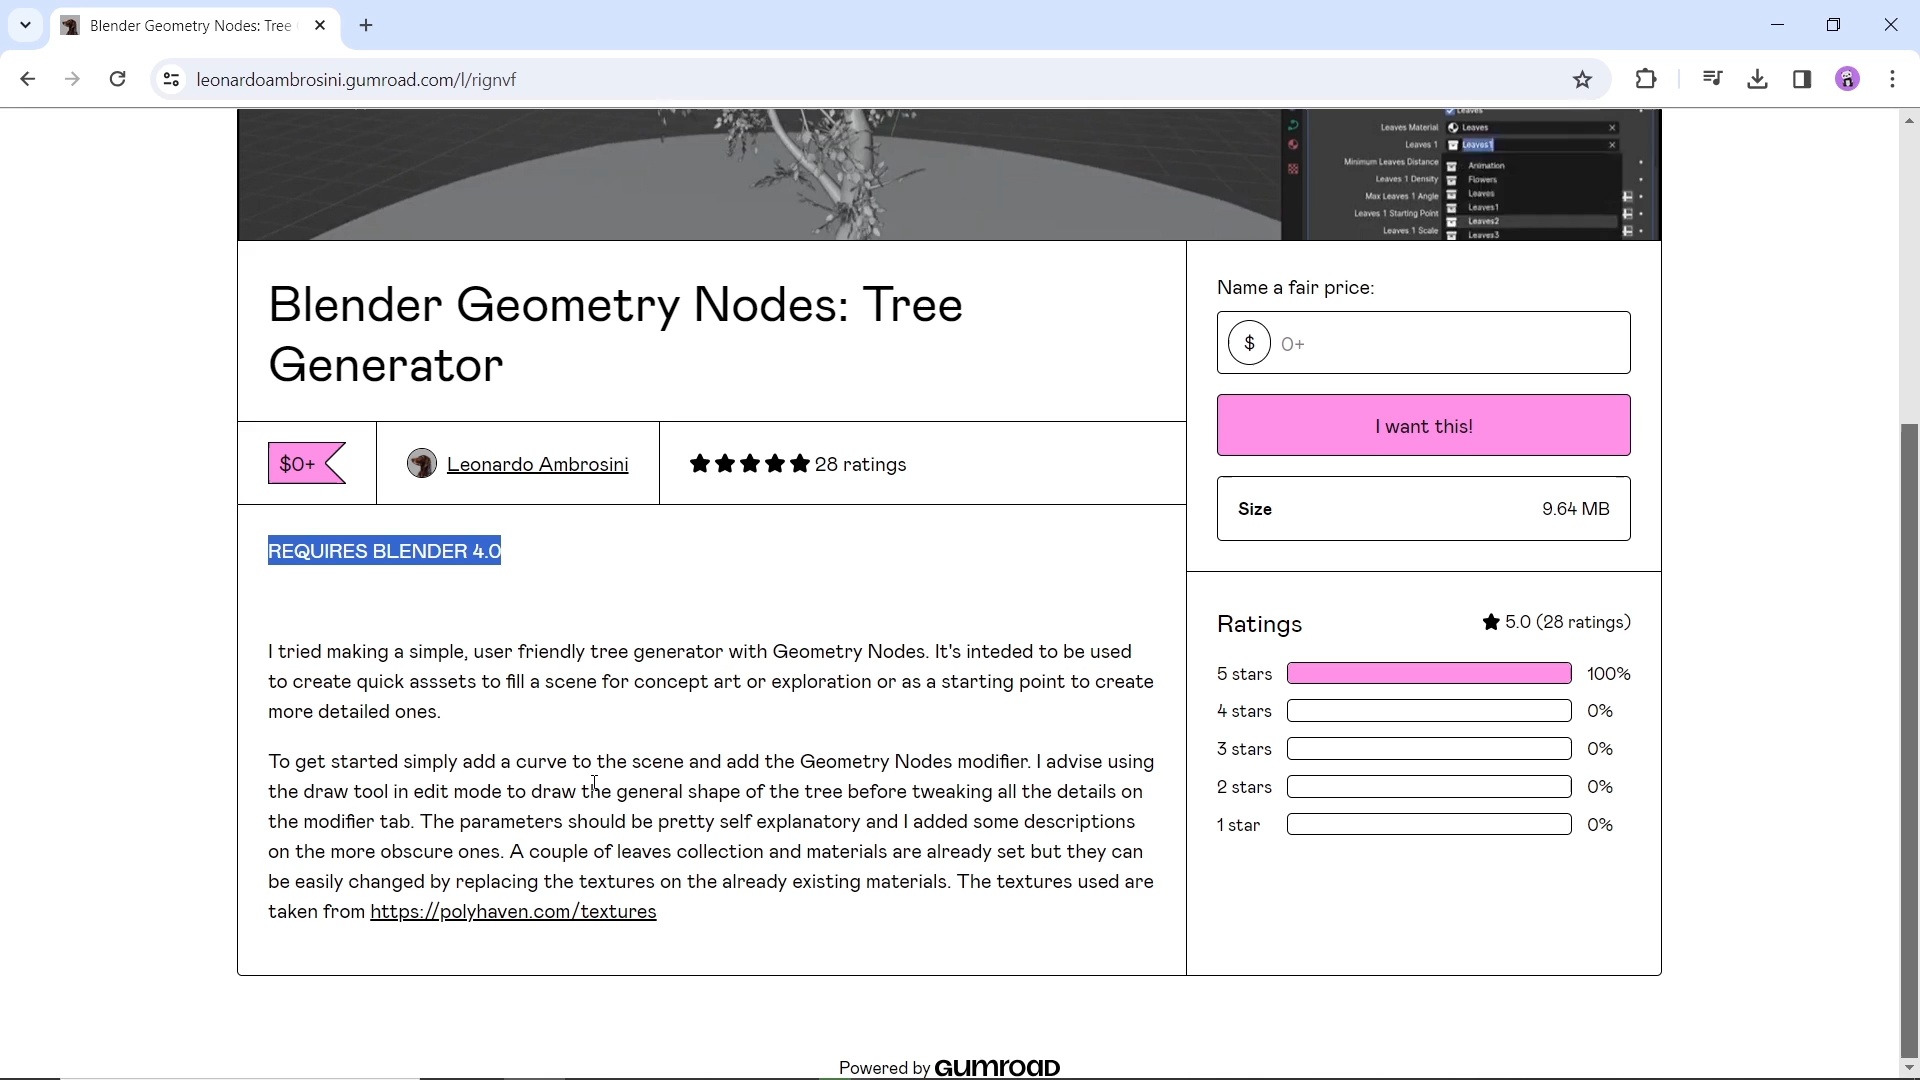 Blender Geometry Nodes: Tree
leonardoambrosini.gumroad.com/l/rignvf
Leaves
Leaves Material Leaves
Leaves 1 Leaves1
Minimum Leaves Distance Animation
Leaves 1 Density Flowers
Max Leaves 1 Angle Leaves
Leaves 1 Starting Point Leaves1
Leaves2
Leaves 1 Scale Leaves3
Blender Geometry Nodes: Tree
Generator
$0+
Leonardo Ambrosini
28 ratings
REQUIRES BLENDER 4.0
I tried making a simple, user friendly tree generator with Geometry Nodes. It's inteded to be used
to create quick asssets to fill a scene for concept art or exploration or as a starting point to create
more detailed ones.
To get started simply add a curve to the scene and add the Geometry Nodes modifier. I advise using
the draw tool in edit mode to draw the general shape of the tree before tweaking all the details on
the modifier tab. The parameters should be pretty self explanatory and I added some descriptions
on the more obscure ones. A couple of leaves collection and materials are already set but they can
be easily changed by replacing the textures on the already existing materials. The textures used are
taken from https://polyhaven.com/textures
Name a fair price:
$ 0+
I want this!
Size 9.64 MB
Ratings 5.0 (28 ratings)
5 stars 100%
4 stars 0%
3 stars 0%
2 stars 0%
1 star 0%
Powered by GUMROAD